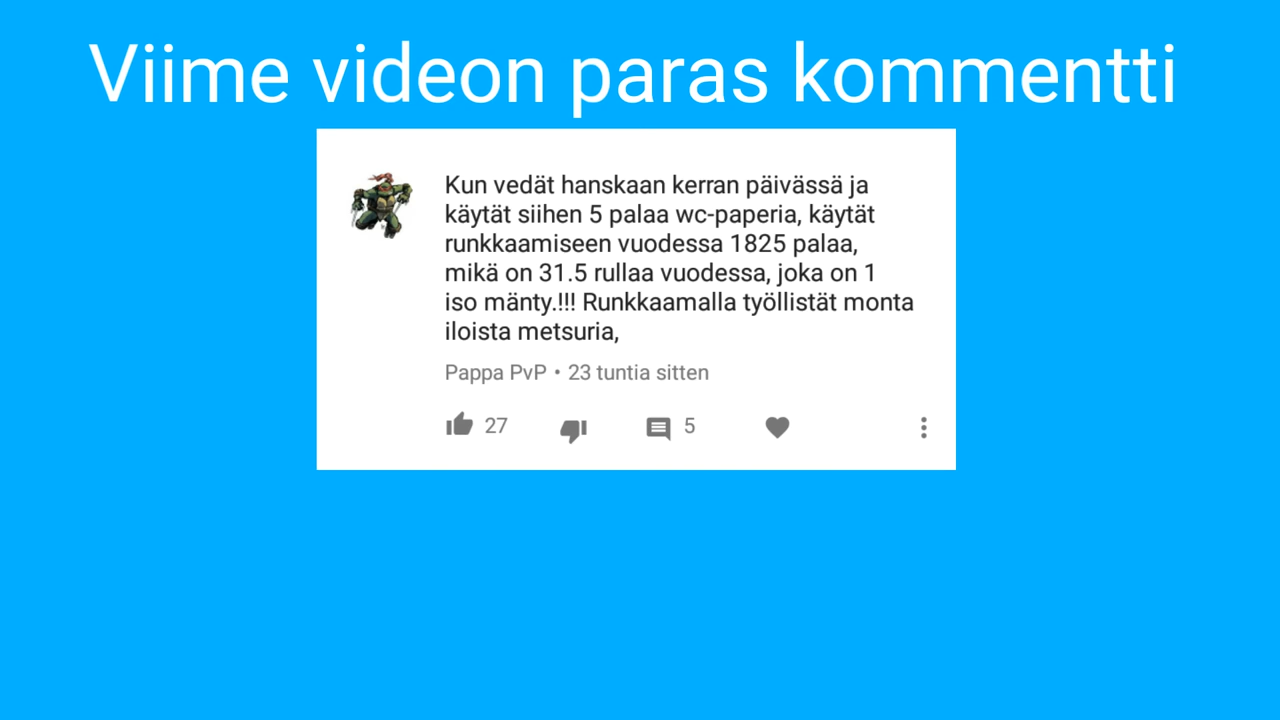 Viime videon paras kommentti
Kun vedät hanskaan kerran päivässä ja
käytät siihen 5 palaa wc-paperia, käytät
runkkaamiseen vuodessa 1825 palaa,
mikä on 31.5 rullaa vuodessa, joka on 1
iso mänty.!!! Runkkaamalla työllistät monta
iloista metsuria,
Pappa PvP • 23 tuntia sitten
27 5